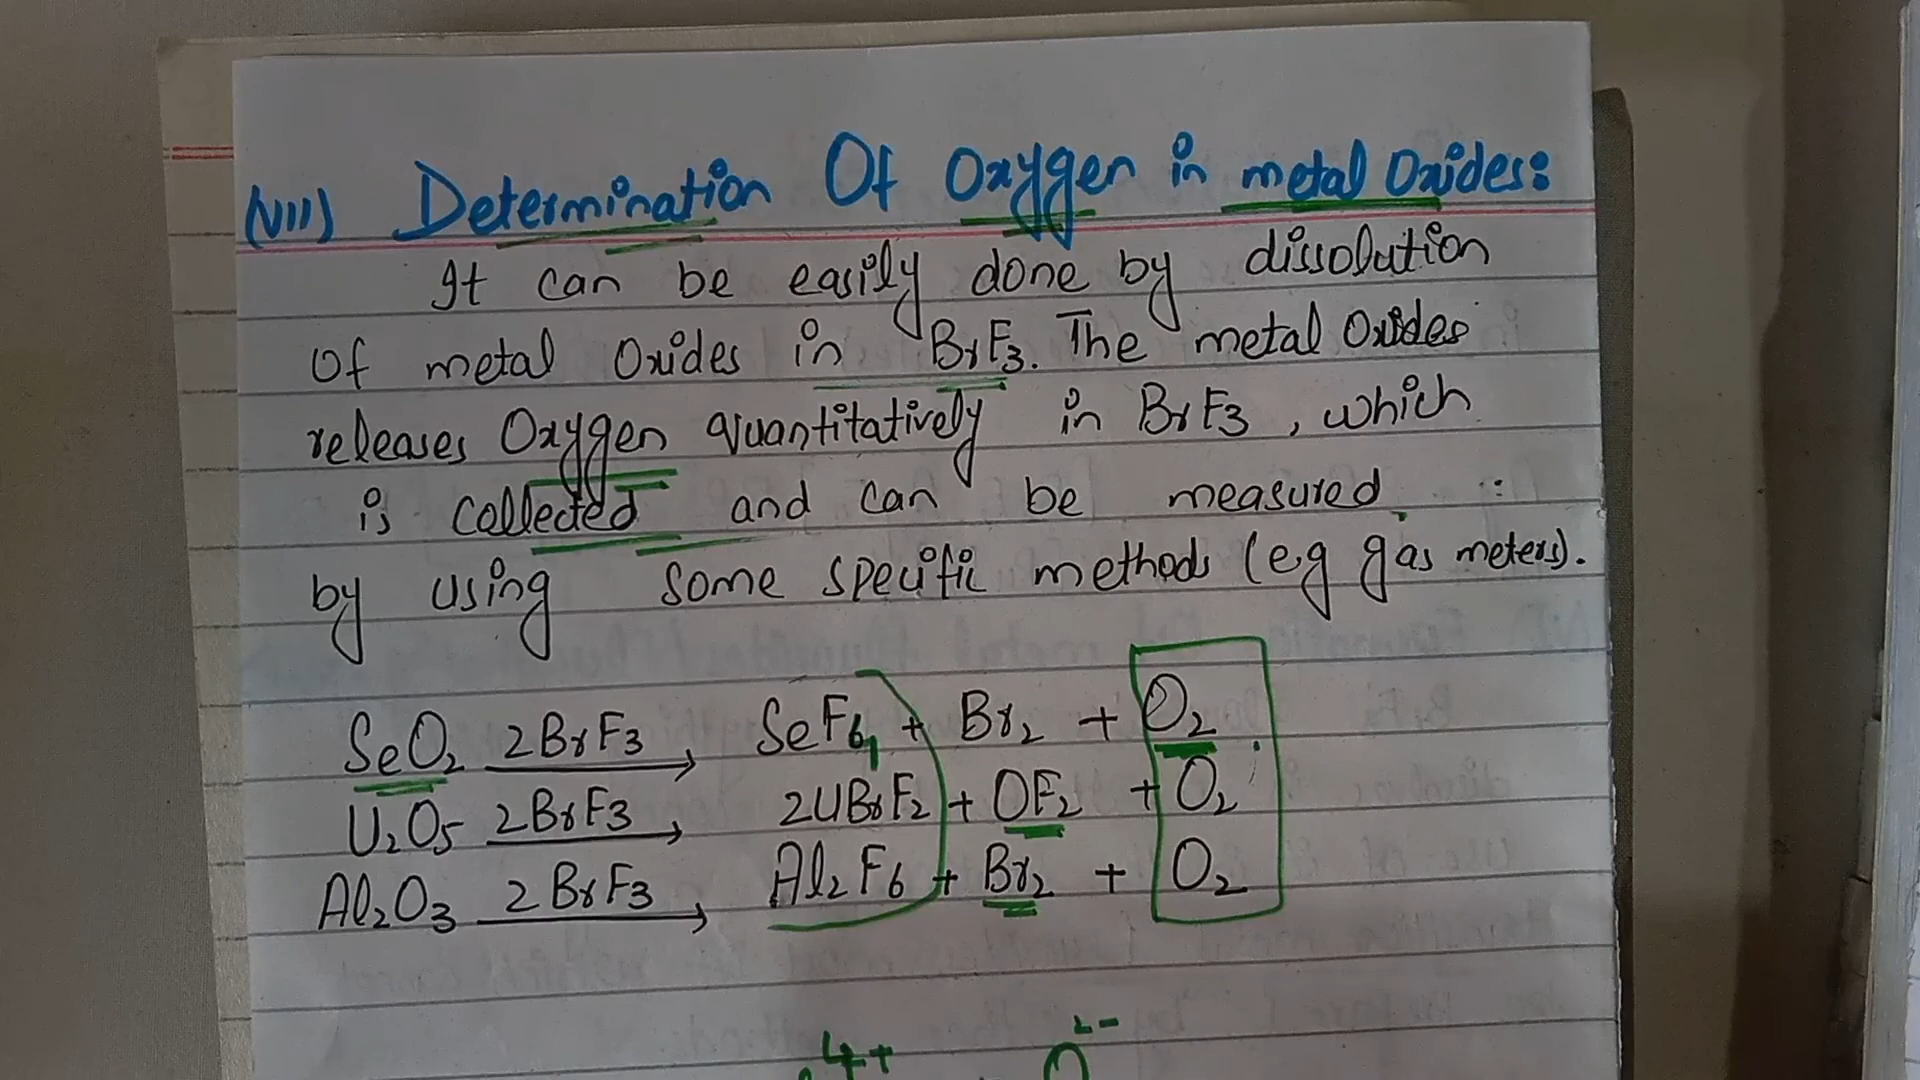 (VII) Determination Of Oxygen in metal Oxides:
It can be easily done by dissolution
Of metal Oxides in BrF₃. The metal Oxides
releases Oxygen quantitatively in BrF₃, which
is collected and can be measured
by using some specific methods (e.g gas meters).
SeO₂ 2BrF₃ → SeF₆ + Br₂ + O₂
U₂O₅ 2BrF₃ → 2UBrF₂ + OF₂ + O₂
Al₂O₃ 2BrF₃ → Al₂F₆ + Br₂ + O₂
4+ 2-